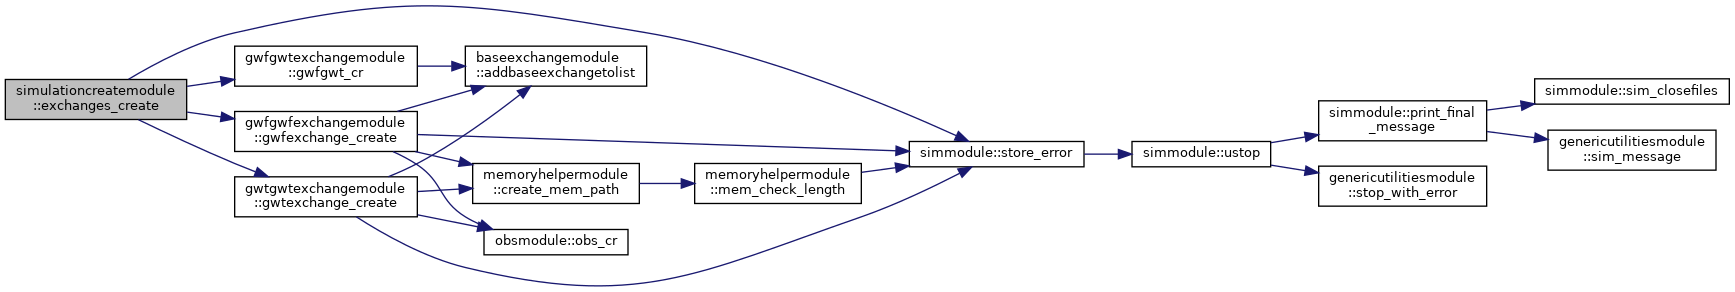 simulationcreatemodule
::exchanges_create
gwfgwtexchangemodule
::gwfgwt_cr
gwfgwfexchangemodule
::gwfexchange_create
gwtgwtexchangemodule
::gwtexchange_create
baseexchangemodule
::addbaseexchangetolist
memoryhelpermodule
::create_mem_path
obsmodule::obs_cr
memoryhelpermodule
::mem_check_length
simmodule::store_error
simmodule::ustop
simmodule::print_final
_message
genericutilitiesmodule
::stop_with_error
simmodule::sim_closefiles
genericutilitiesmodule
::sim_message